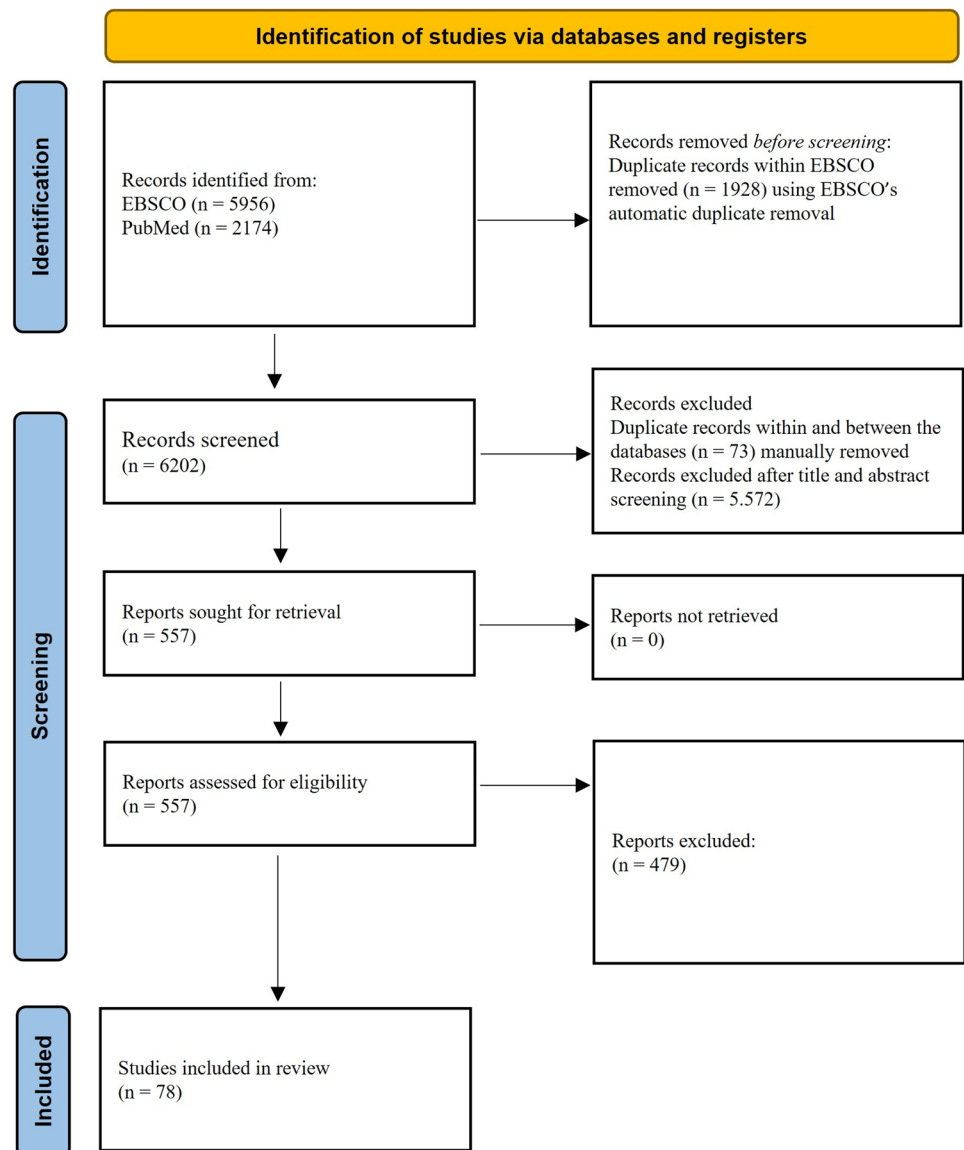 Identification of studies via databases and registers
Identification
Records identified from:
EBSCO (n = 5956)
PubMed (n = 2174)
Records removed before screening:
Duplicate records within EBSCO
removed (n = 1928) using EBSCO′s
automatic duplicate removal
Screening
Records screened
(n = 6202)
Records excluded
Duplicate records within and between the
databases (n = 73) manually removed
Records excluded after title and abstract
screening (n = 5.572)
Reports sought for retrieval
(n = 557)
Reports not retrieved
(n = 0)
Reports assessed for eligibility
(n = 557)
Reports excluded:
(n = 479)
Included
Studies included in review
(n = 78)